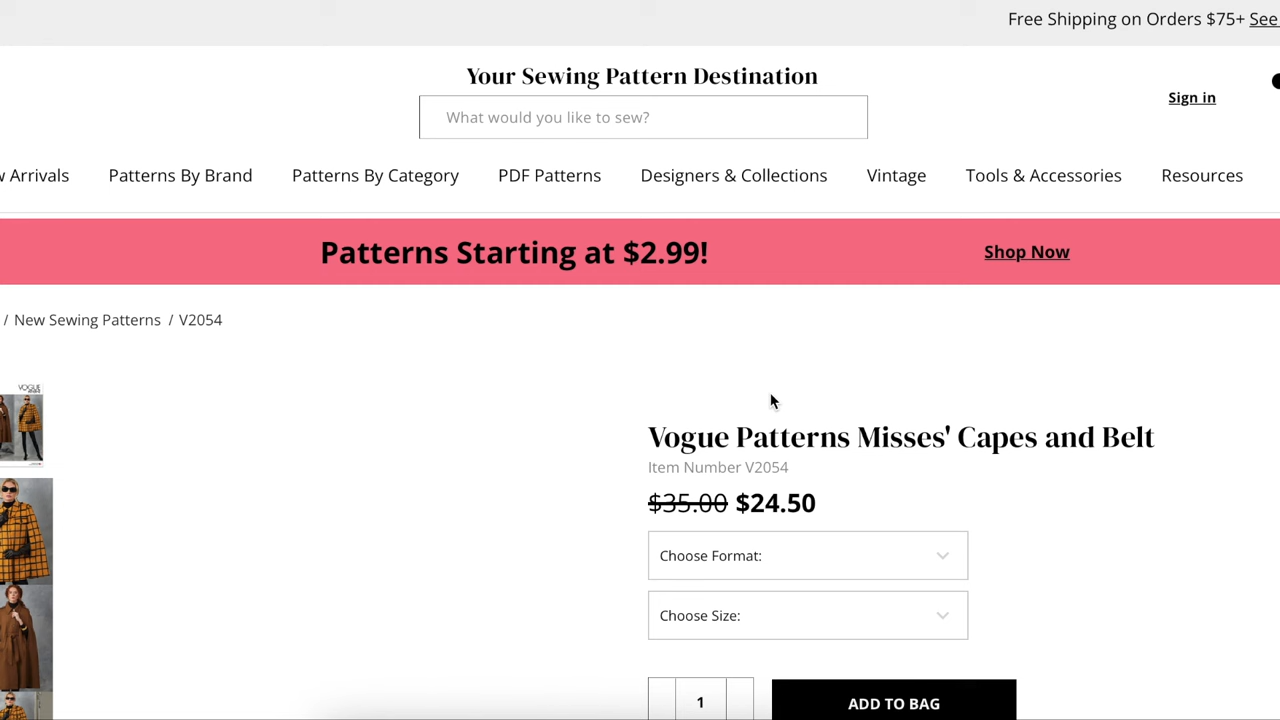 Free Shipping on Orders $75+ See
Your Sewing Pattern Destination
What would you like to sew?
Sign in
w Arrivals Patterns By Brand Patterns By Category PDF Patterns Designers & Collections Vintage Tools & Accessories Resources
Patterns Starting at $2.99! Shop Now
/ New Sewing Patterns / V2054
VOGUE
Vogue Patterns Misses' Capes and Belt
Item Number V2054
$35.00 $24.50
Choose Format:
Choose Size:
1 ADD TO BAG